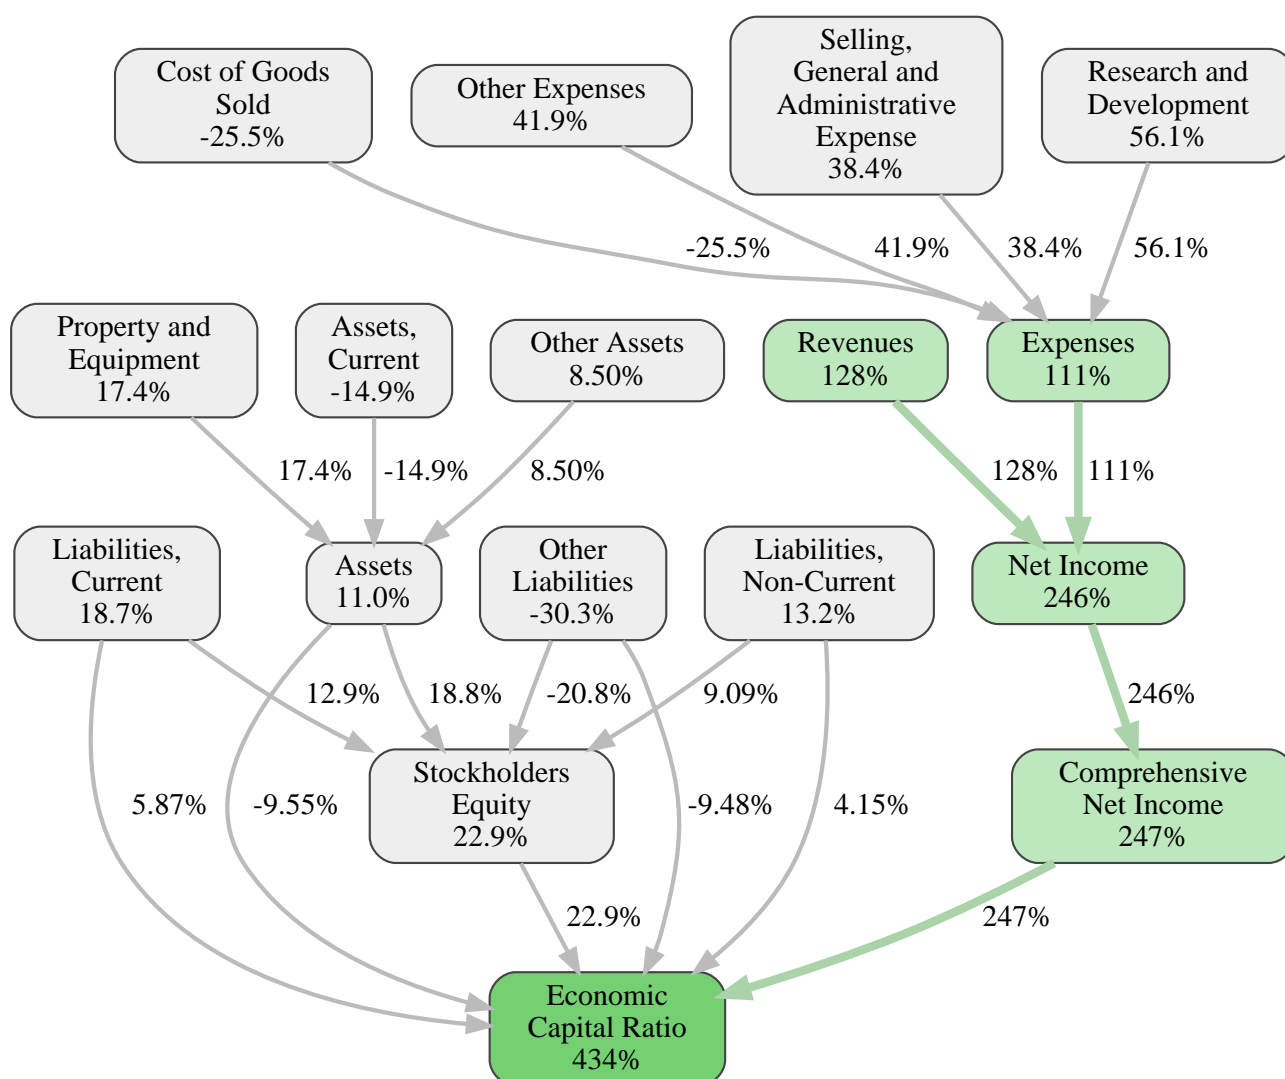 Cost of Goods
Sold
-25.5%
Other Expenses
41.9%
Selling,
General and
Administrative
Expense
38.4%
Research and
Development
56.1%
-25.5%
41.9%
38.4%
56.1%
Property and
Equipment
17.4%
Assets,
Current
-14.9%
Other Assets
8.50%
Revenues
128%
Expenses
111%
17.4%
-14.9%
8.50%
128%
111%
Liabilities,
Current
18.7%
Assets
11.0%
Other
Liabilities
-30.3%
Liabilities,
Non-Current
13.2%
Net Income
246%
12.9%
18.8%
-20.8%
9.09%
246%
5.87%
-9.55%
Stockholders
Equity
22.9%
-9.48%
4.15%
Comprehensive
Net Income
247%
22.9%
247%
Economic
Capital Ratio
434%